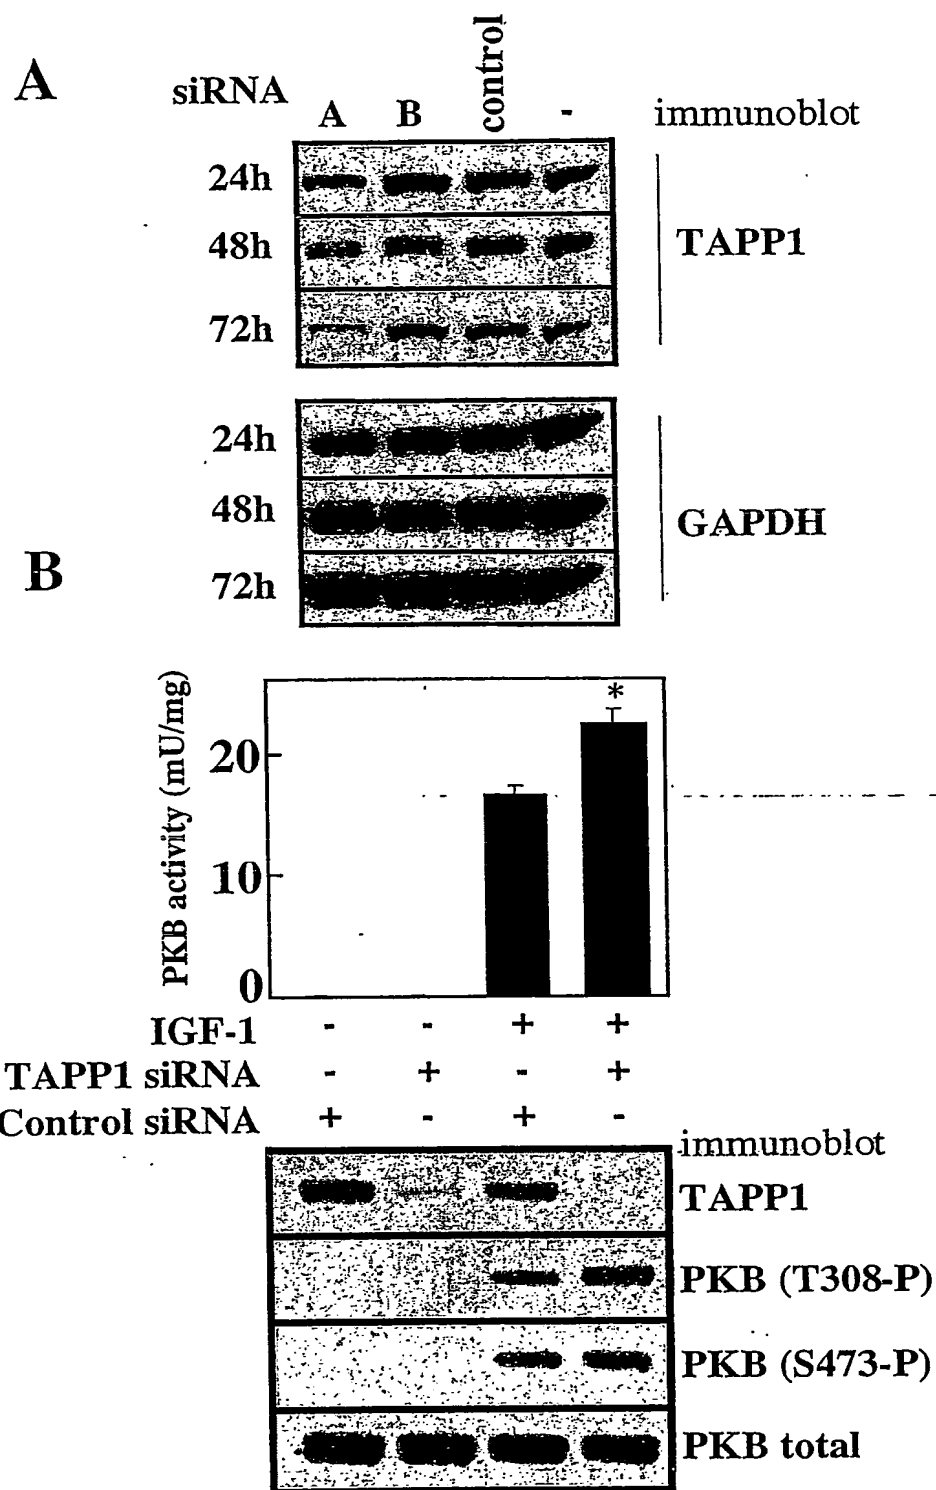 A
siRNA A B control - immunoblot
24h
48h
72h
TAPP1
24h
48h
72h
GAPDH
B
PKB activity (mU/mg)
20
10
0
*
IGF-1 - - + +
TAPP1 siRNA - + - +
Control siRNA + - + -
immunoblot
TAPP1
PKB (T308-P)
PKB (S473-P)
PKB total